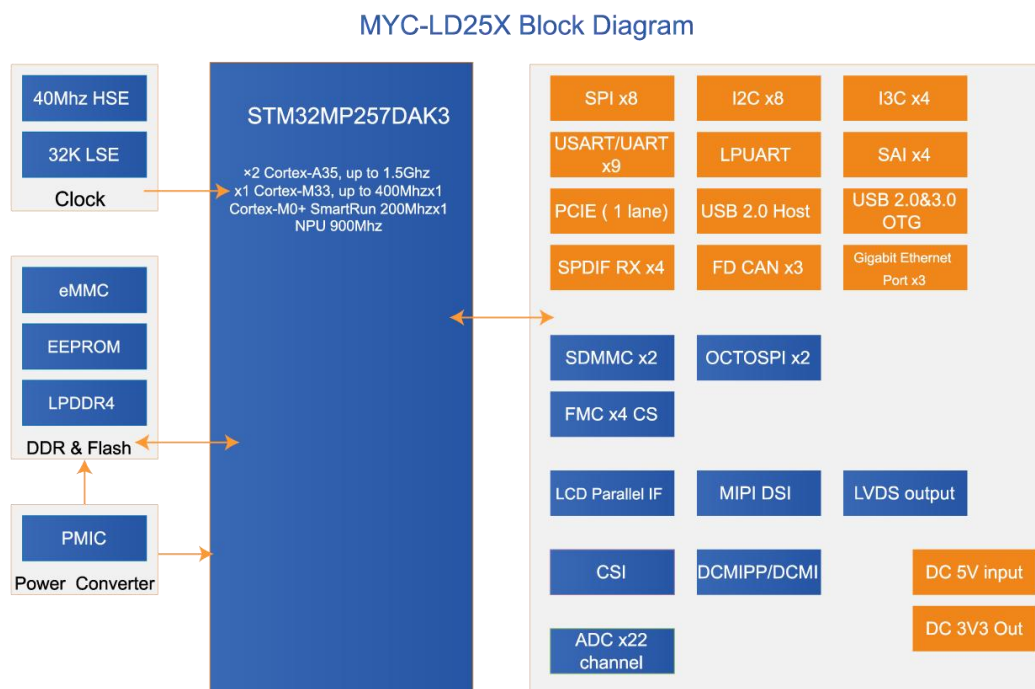 MYC-LD25X Block Diagram
40Mhz HSE
32K LSE
Clock
eMMC
EEPROM
LPDDR4
DDR & Flash
PMIC
Power Converter
STM32MP257DAK3
×2 Cortex-A35, up to 1.5Ghz
x1 Cortex-M33, up to 400Mhzx1
Cortex-M0+ SmartRun 200Mhzx1
NPU 900Mhz
SPI x8
I2C x8
I3C x4
USART/UART
x9
LPUART
SAI x4
PCIE ( 1 lane)
USB 2.0 Host
USB 2.0&3.0
OTG
SPDIF RX x4
FD CAN x3
Gigabit Ethernet
Port x3
SDMMC x2
OCTOSPI x2
FMC x4 CS
LCD Parallel IF
MIPI DSI
LVDS output
CSI
DCMIPP/DCMI
DC 5V input
DC 3V3 Out
ADC x22
channel